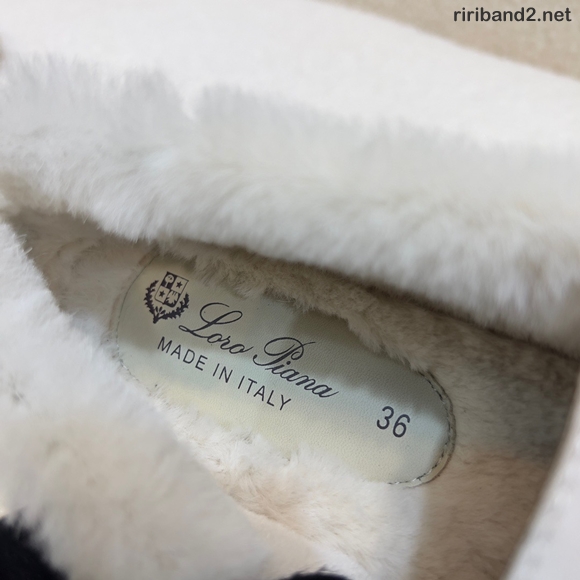 ririband2.net
Loro Piana
MADE IN ITALY
36